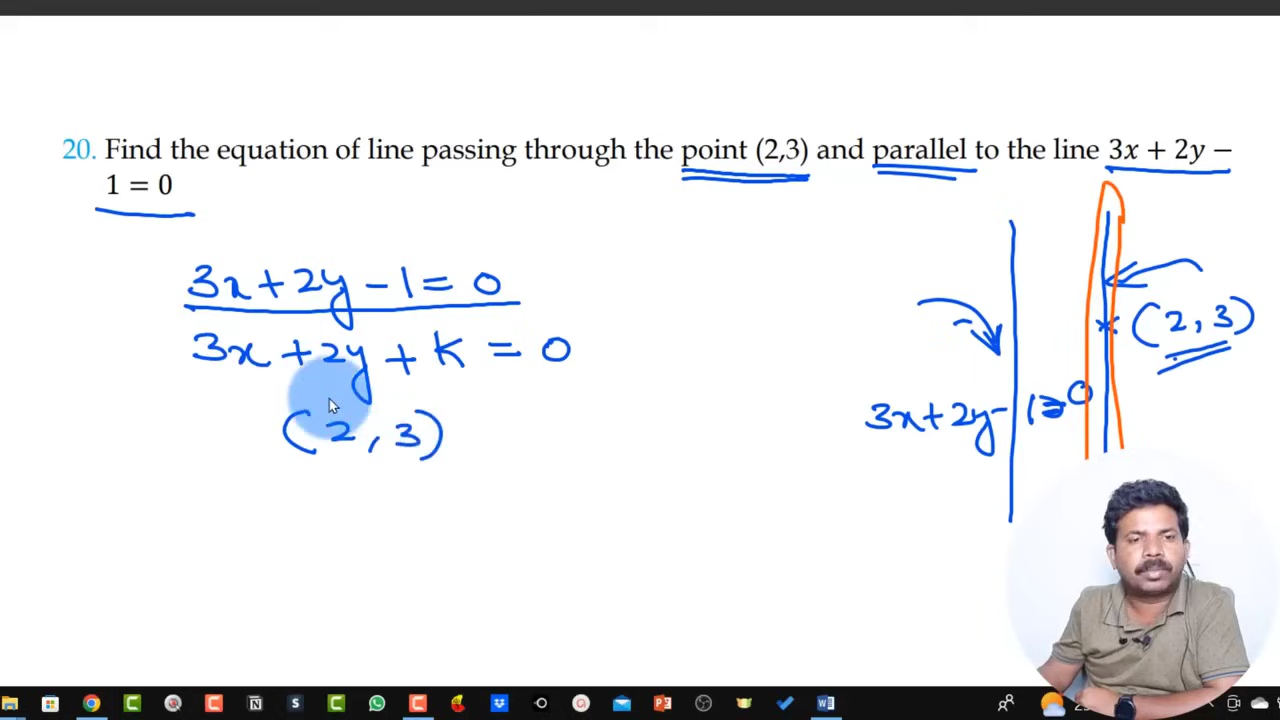 20. Find the equation of line passing through the point (2,3) and parallel to the line 3x + 2y −
1 = 0
3x + 2y − 1 = 0
3x + 2y + k = 0
(2, 3)
(2, 3)
3x + 2y − 1 = 0